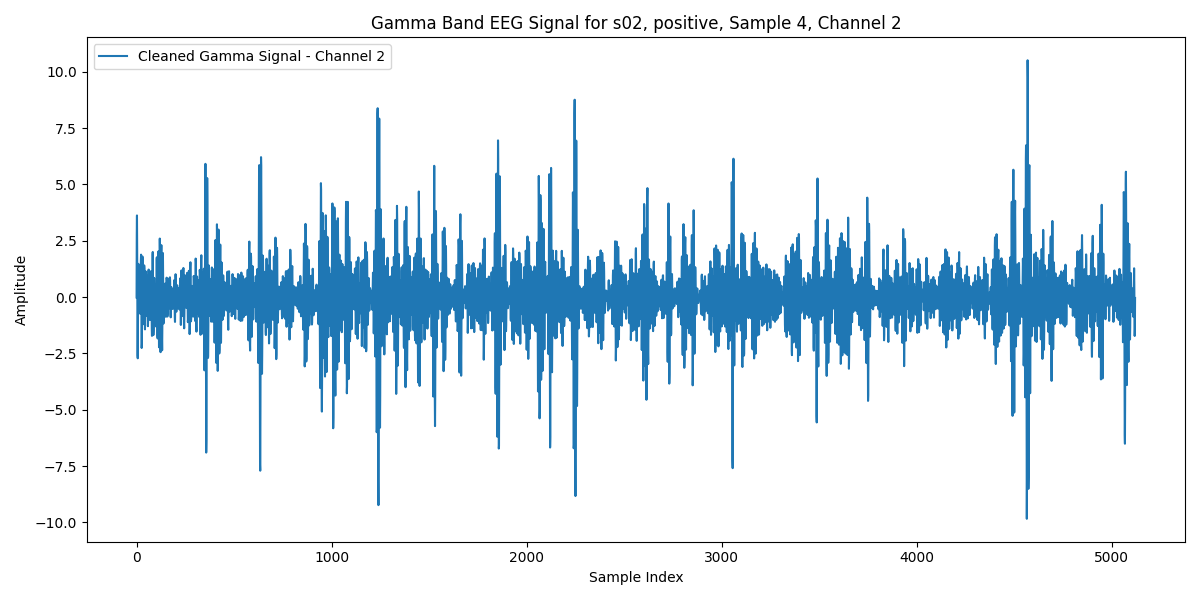 Gamma Band EEG Signal for s02, positive, Sample 4, Channel 2
Cleaned Gamma Signal - Channel 2
10.0
7.5
5.0
2.5
0.0
−2.5
−5.0
−7.5
−10.0
Amplitude
0 1000 2000 3000 4000 5000
Sample Index